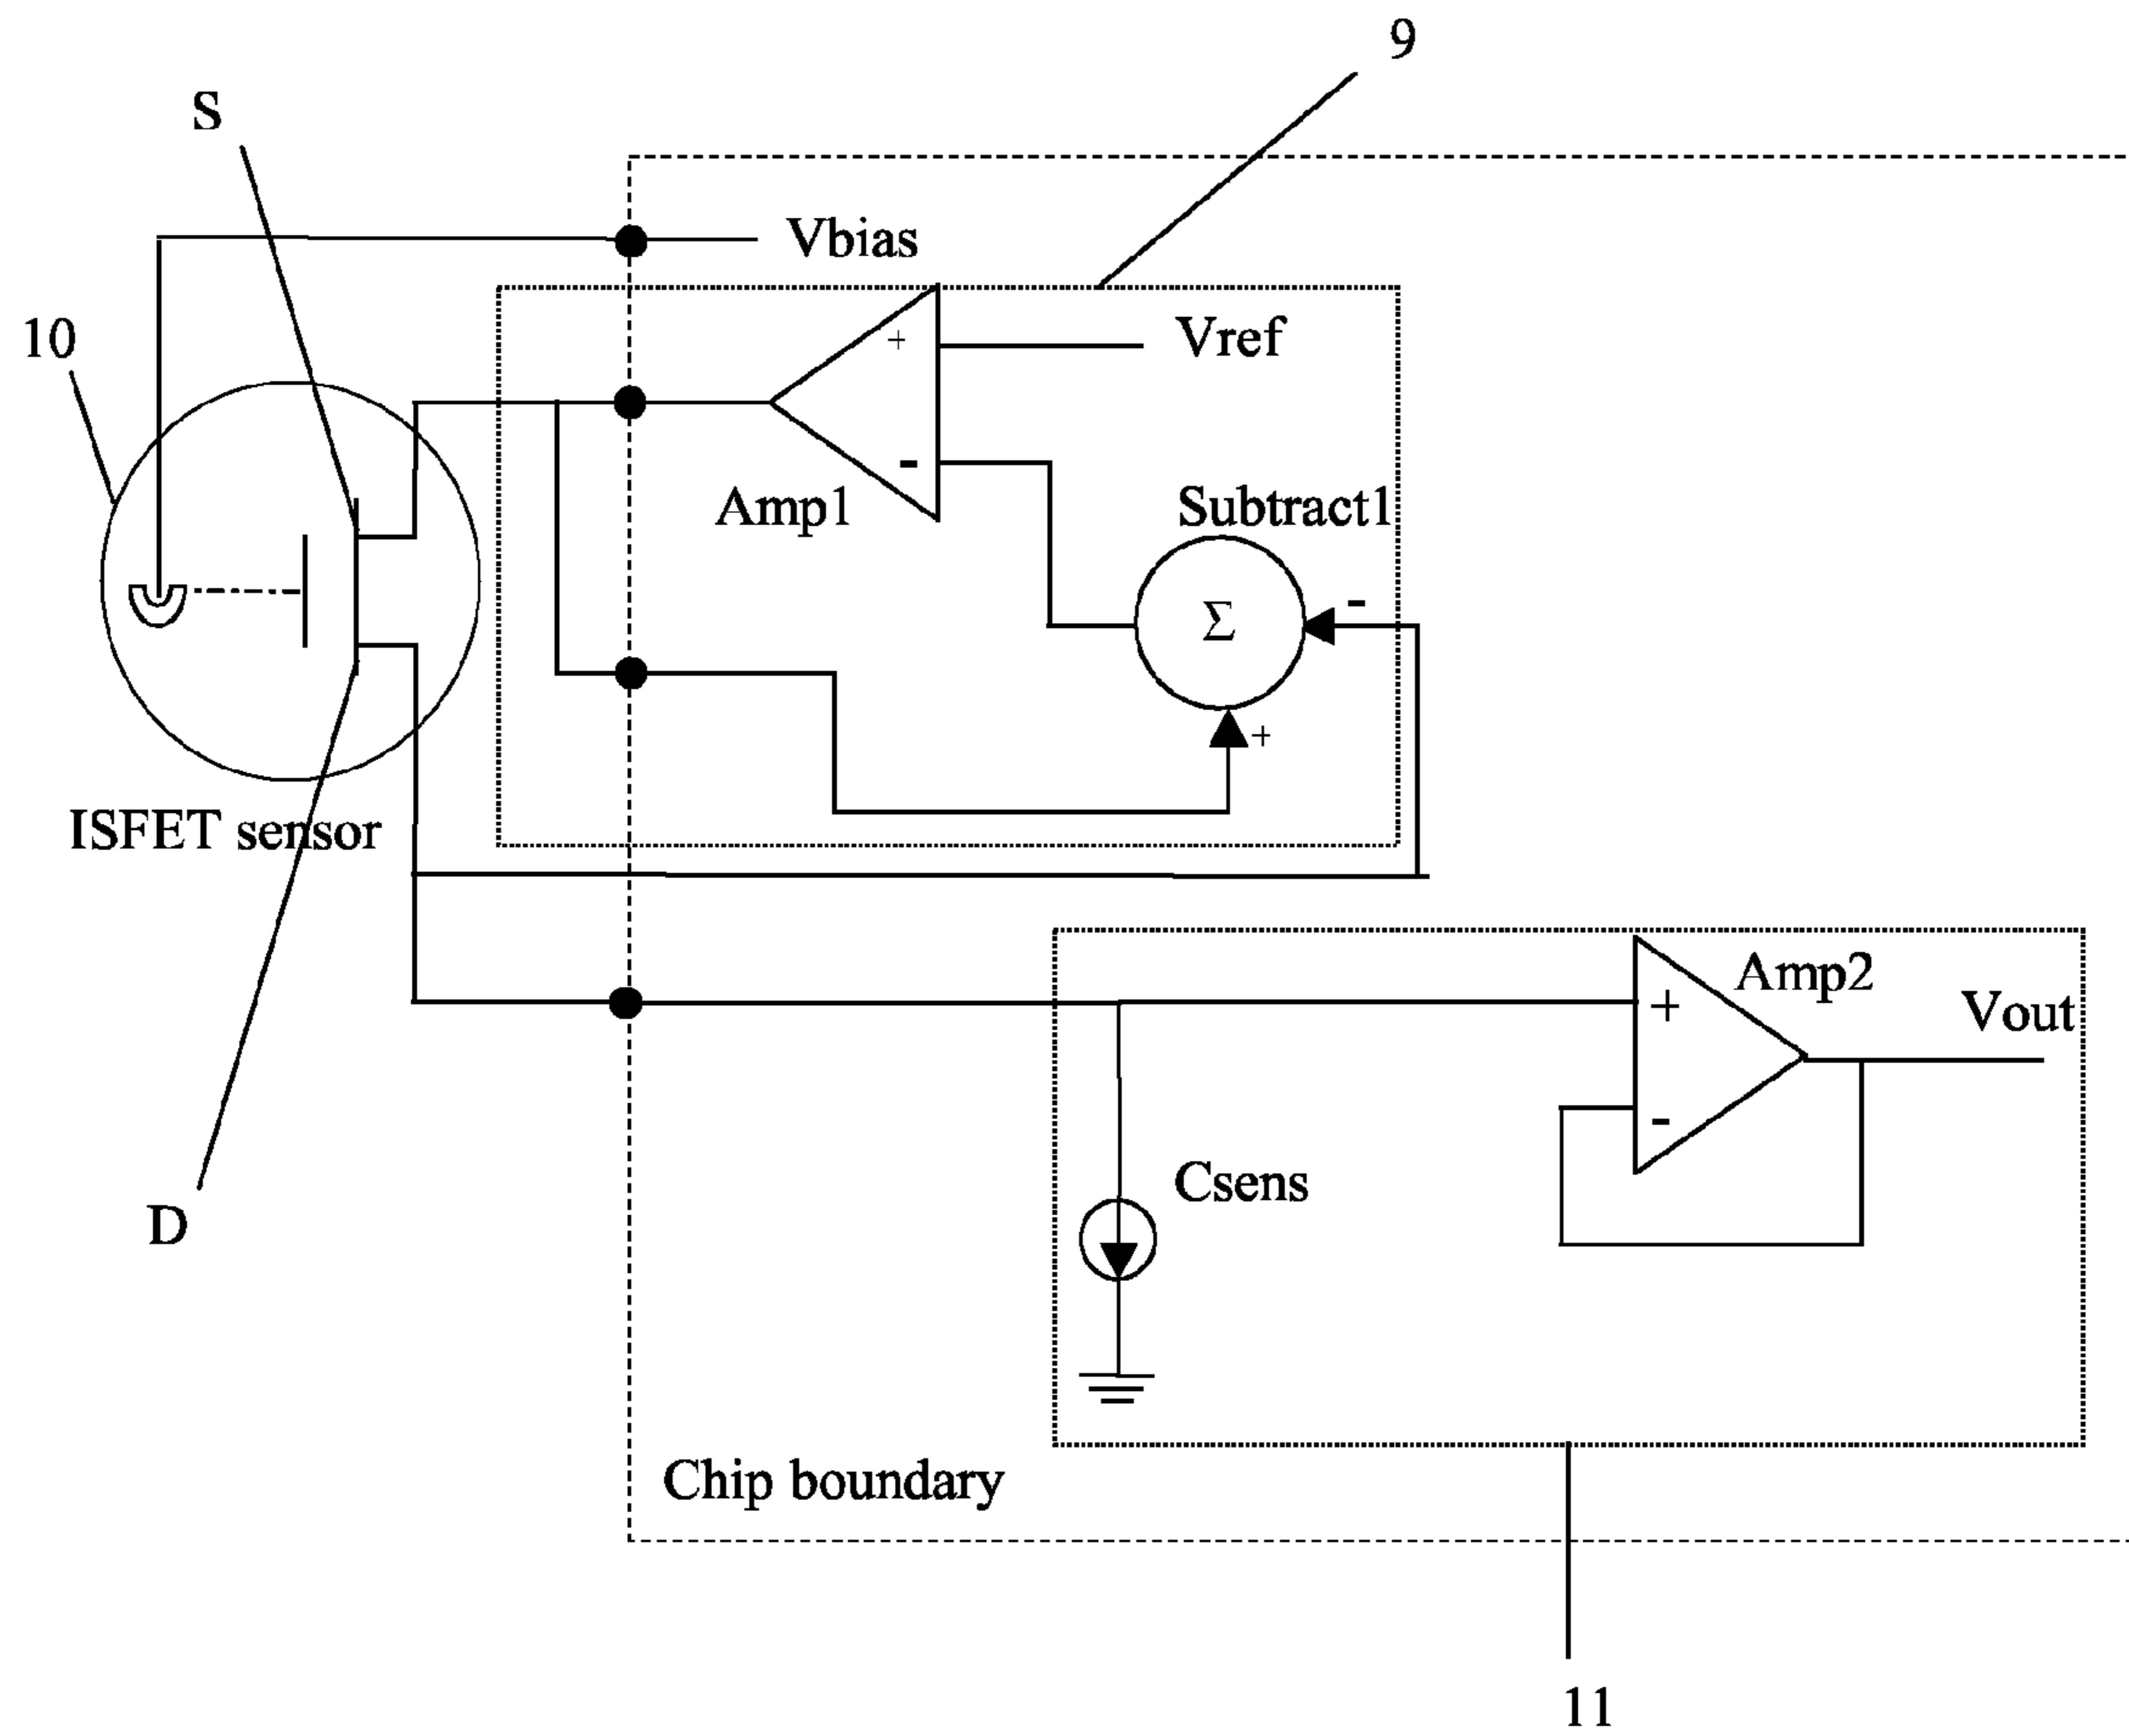 9
S
Vbias
10
+
Vref
-
Amp1
Subtract1
Σ
-
+
ISFET sensor
Amp2
+
Vout
-
Csens
D
Chip boundary
11